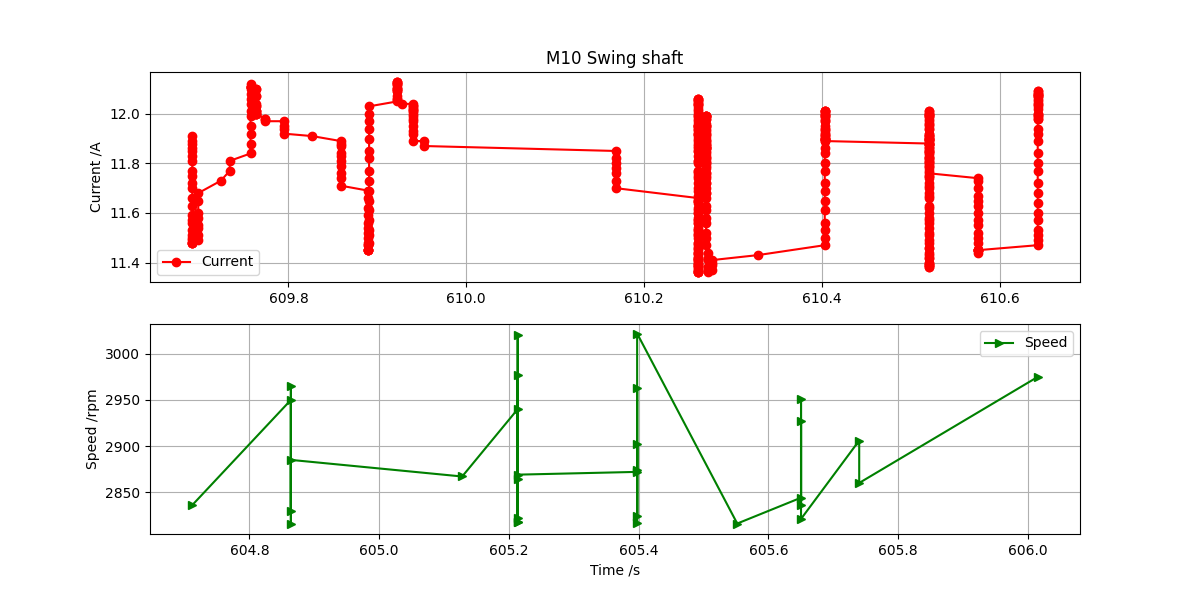 M10 Swing shaft
Current /A
12.0
11.8
11.6
11.4
Current
609.8 610.0 610.2 610.4 610.6
Speed /rpm
3000
2950
2900
2850
Speed
604.8 605.0 605.2 605.4 605.6 605.8 606.0
Time /s